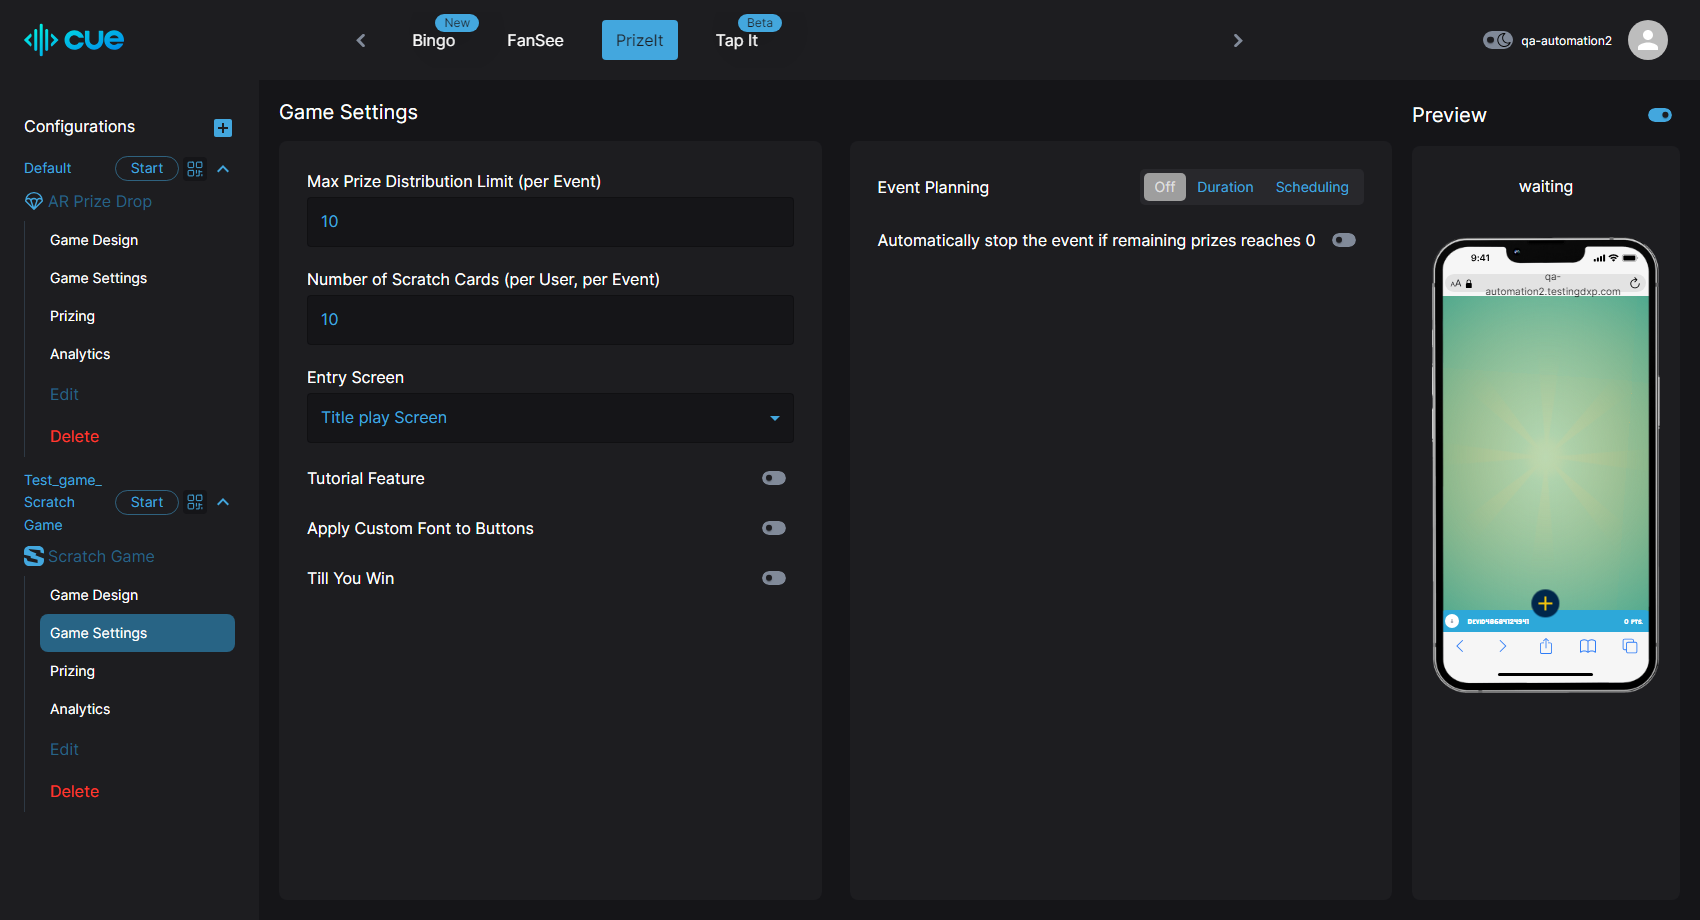 cue
New
Bingo
FanSee
PrizeIt
Beta
Tap It
qa-automation2
Configurations
Default
Start
AR Prize Drop
Game Design
Game Settings
Prizing
Analytics
Edit
Delete
Test_game_
Scratch
Game
Start
Scratch Game
Game Design
Game Settings
Prizing
Analytics
Edit
Delete
Game Settings
Max Prize Distribution Limit (per Event)
10
Number of Scratch Cards (per User, per Event)
10
Entry Screen
Title play Screen
Tutorial Feature
Apply Custom Font to Buttons
Till You Win
Event Planning
Off
Duration
Scheduling
Automatically stop the event if remaining prizes reaches 0
Preview
waiting
9:41
AA
qa-
automation2.testingdxp.com
0 PTS.